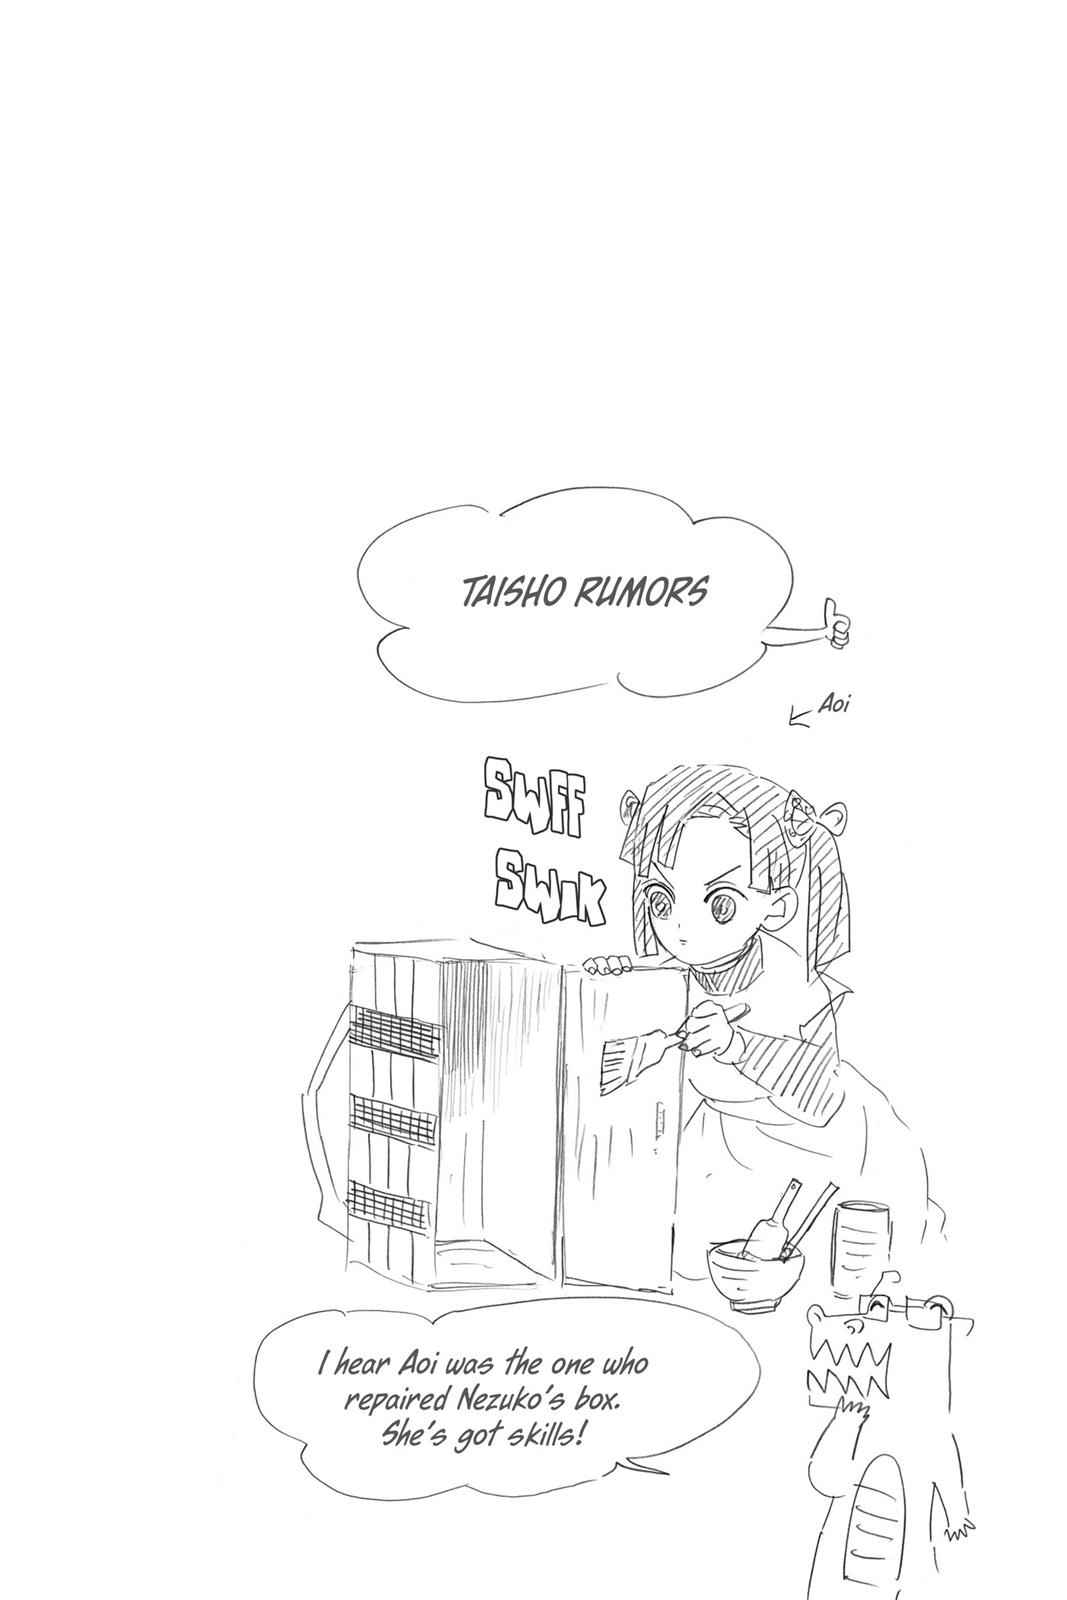 TAISHO RUMORS
Aoi
SWFF
SWIK
I hear Aoi was the one who
repaired Nezuko's box.
She's got skills!